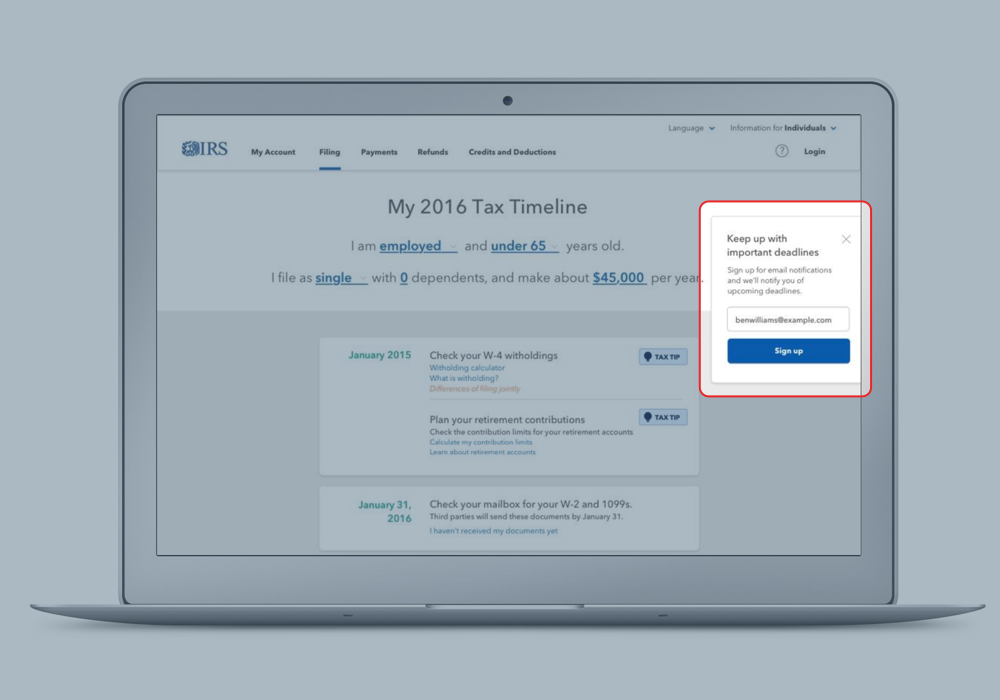 Language
Information for Individuals
IRS
My Account
Filing
Payments
Refunds
Credits and Deductions
?
Login
My 2016 Tax Timeline
I am employed and under 65 years old.
I file as single with 0 dependents, and make about $45,000 per year.
Keep up with
important deadlines
Sign up for email notifications
and we'll notify you of
upcoming deadlines.
benwilliams@example.com
Sign up
January 2015
Check your W-4 witholdings
TAX TIP
Witholding calculator
What is witholding?
Differences of filing jointly
Plan your retirement contributions
TAX TIP
Check the contribution limits for your retirement accounts
Calculate my contribution limits
Learn about retirement accounts
January 31,
2016
Check your mailbox for your W-2 and 1099s.
Third parties will send these documents by January 31.
I haven't received my documents yet